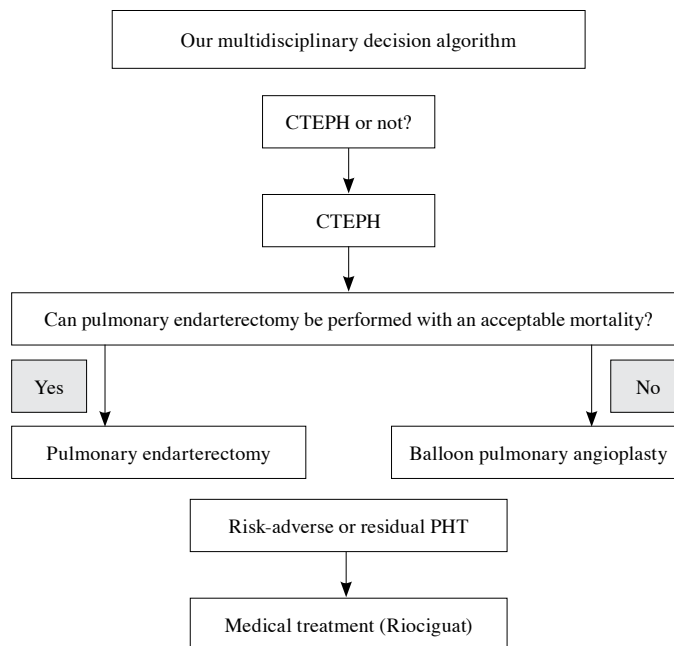 Our multidisciplinary decision algorithm
CTEPH or not?
CTEPH
Can pulmonary endarterectomy be performed with an acceptable mortality?
Yes
No
Pulmonary endarterectomy
Balloon pulmonary angioplasty
Risk-adverse or residual PHT
Medical treatment (Riociguat)